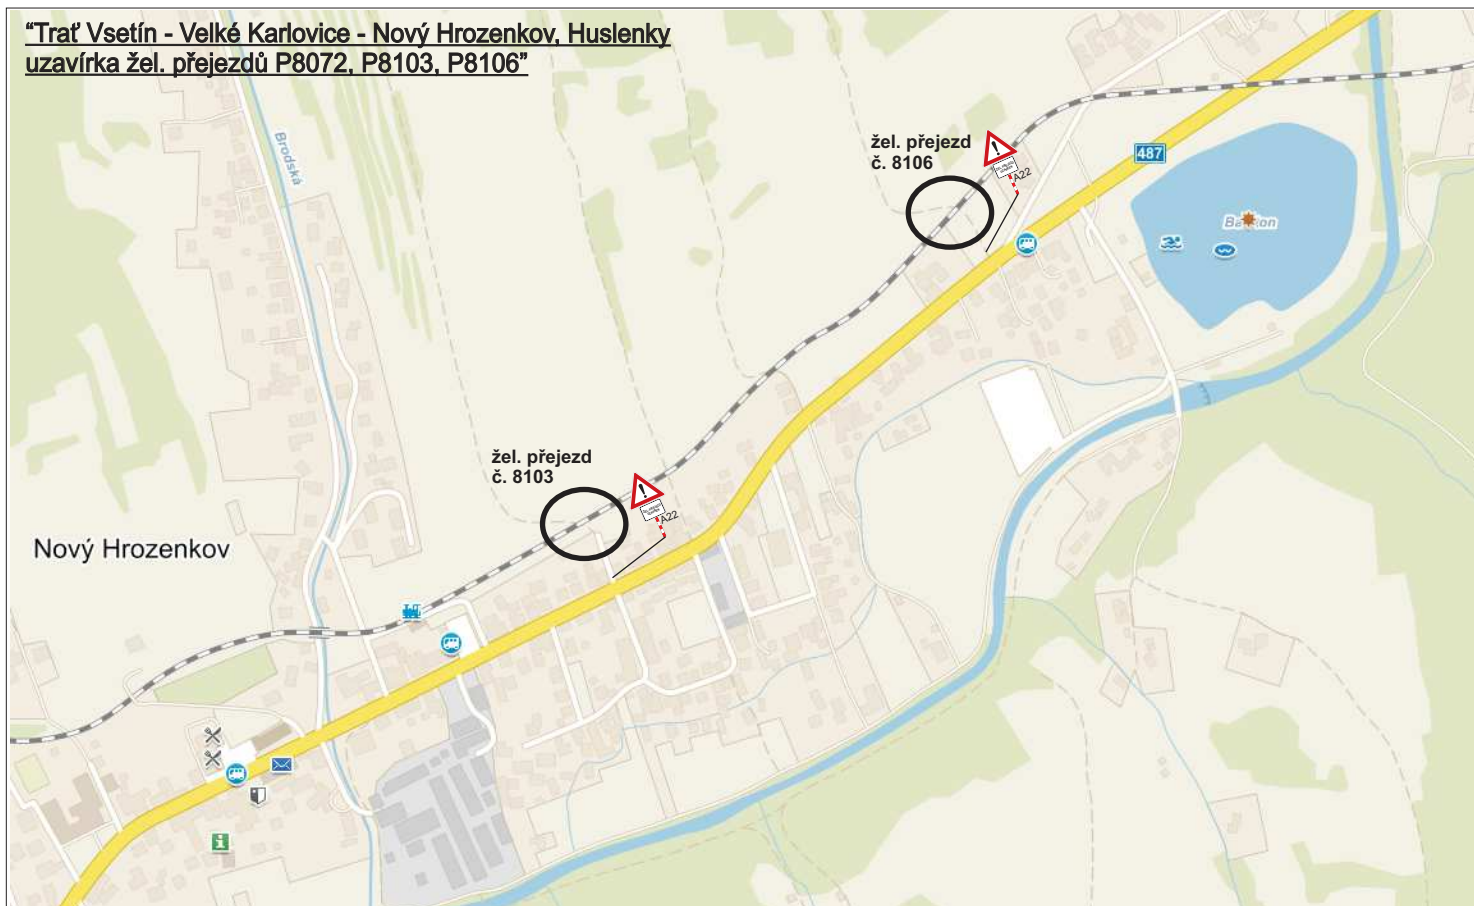 “Trať Vsetín - Velké Karlovice - Nový Hrozenkov, Huslenky
uzavírka žel. přejezdů P8072, P8103, P8106”
Brodská
žel. přejezd
č. 8106
A22
487
žel. přejezd
č. 8103
A22
Nový Hrozenkov